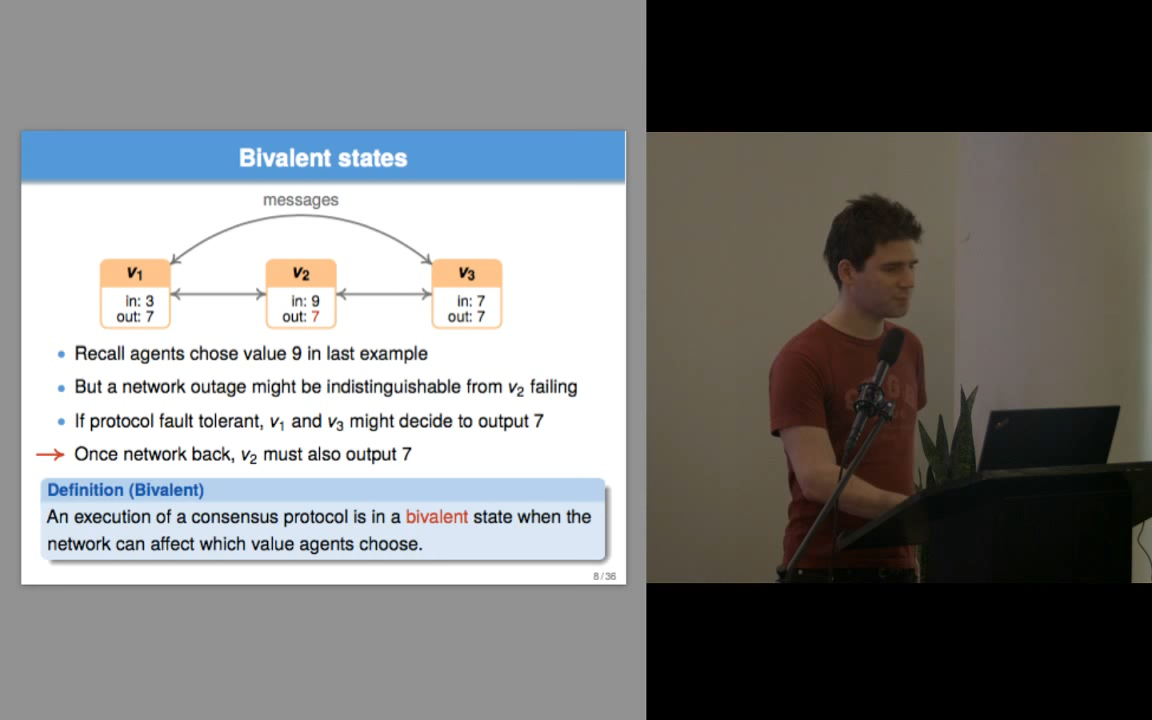 Bivalent states
messages
v1
in: 3
out: 7
v2
in: 9
out: 7
v3
in: 7
out: 7
• Recall agents chose value 9 in last example
• But a network outage might be indistinguishable from v2 failing
• If protocol fault tolerant, v1 and v3 might decide to output 7
→ Once network back, v2 must also output 7
Definition (Bivalent)
An execution of a consensus protocol is in a bivalent state when the
network can affect which value agents choose.
8 / 36